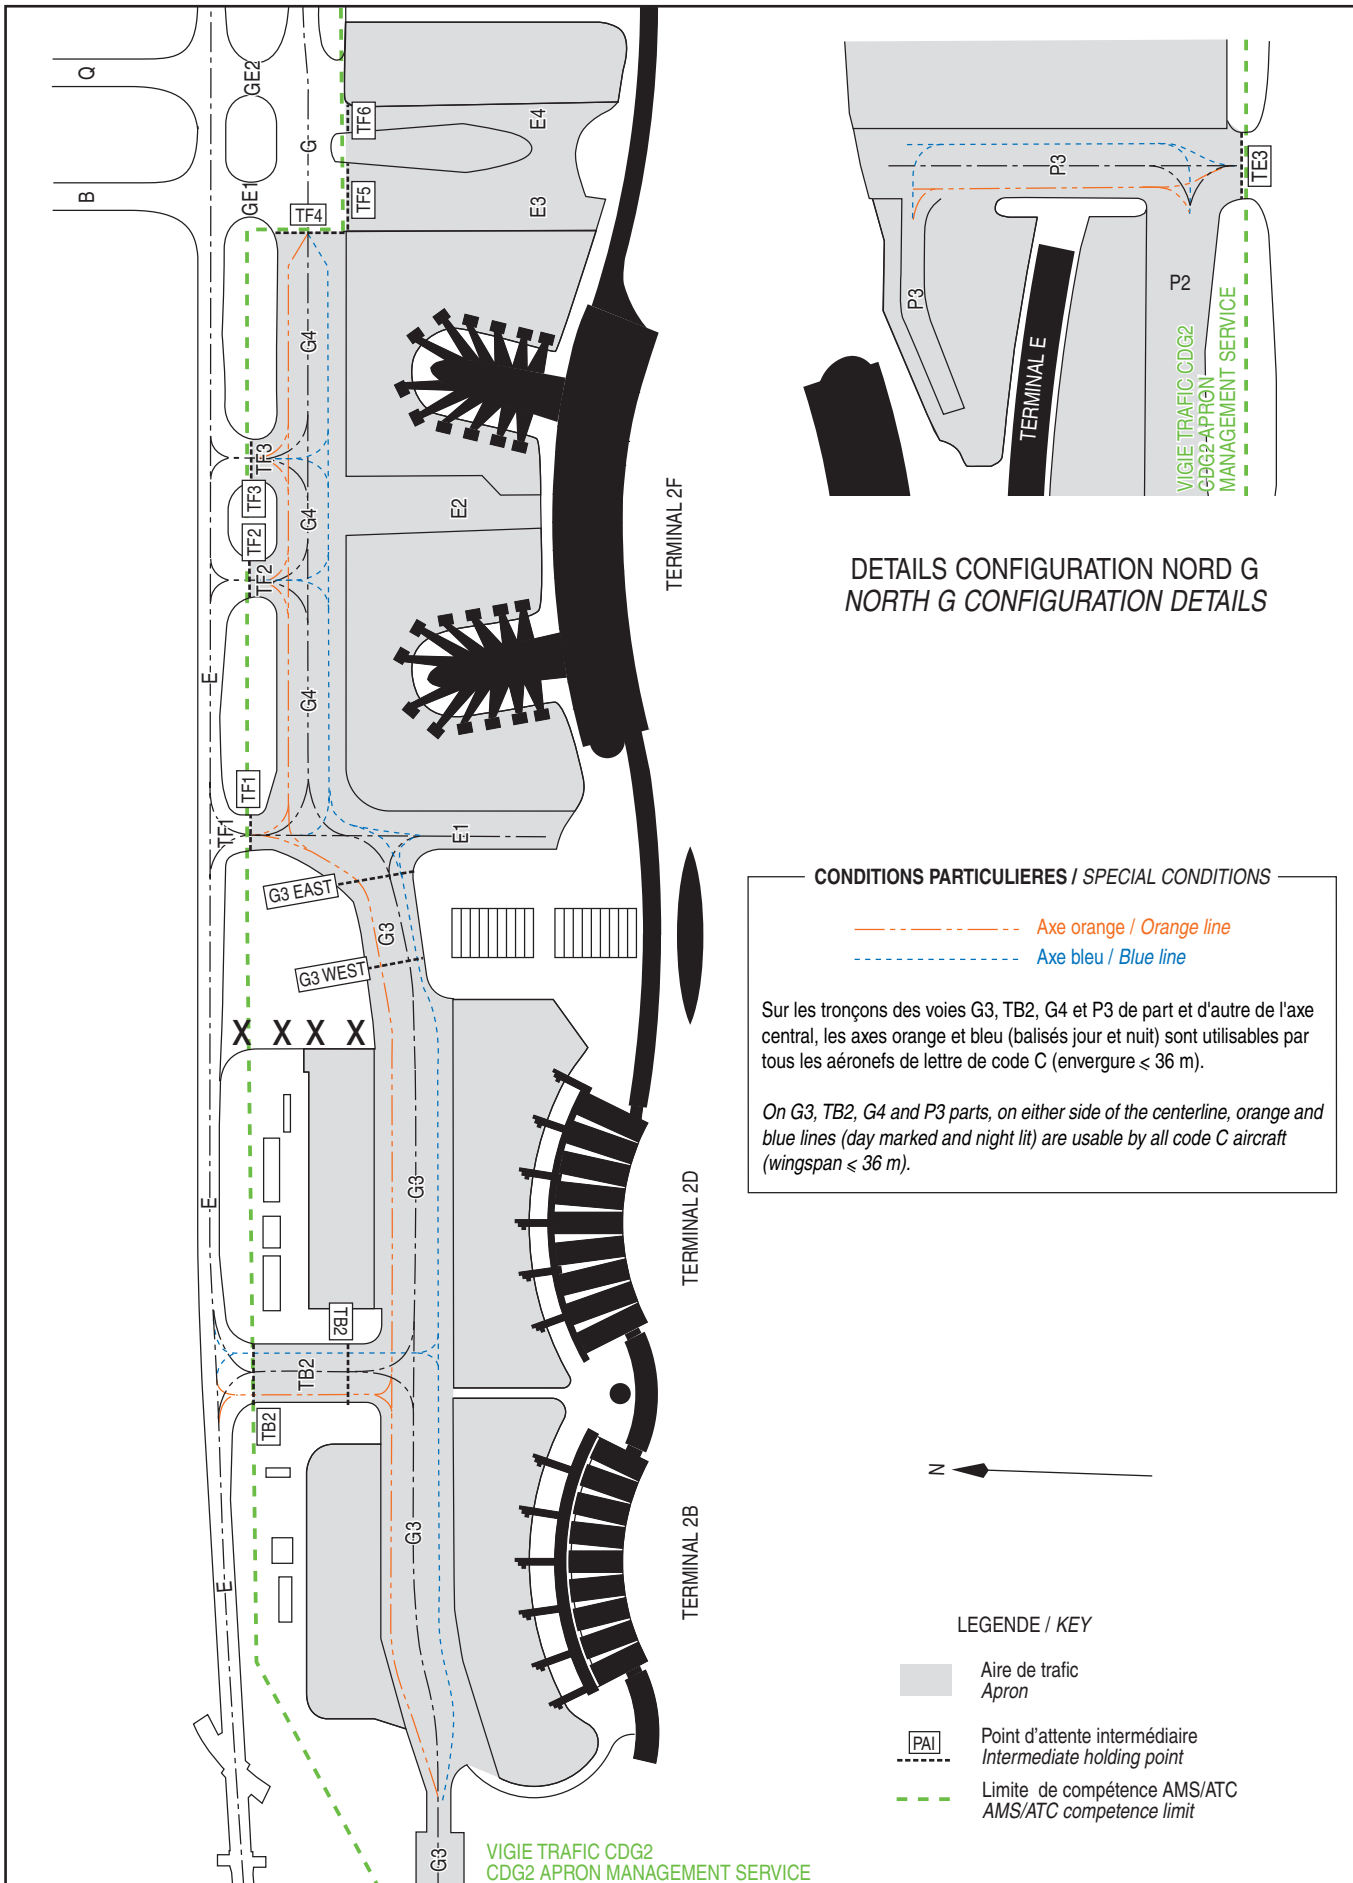 Q
GE2
G
TF6
E4
B
GE1
TF4
TF5
E3
G4
TF3
TF3
G4
TF2
TF2
E2
TERMINAL 2F
E
G4
TF1
TF1
E1
G3 EAST
G3
G3 WEST
X X X X
E
G3
TERMINAL 2D
TB2
TB2
TB2
G3
TERMINAL 2B
E
G3
VIGIE TRAFIC CDG2
CDG2 APRON MANAGEMENT SERVICE
P3
TE3
P3
P2
TERMINAL E
VIGIE TRAFIC CDG2
CDG2 APRON
MANAGEMENT SERVICE
DETAILS CONFIGURATION NORD G
NORTH G CONFIGURATION DETAILS
CONDITIONS PARTICULIERES / SPECIAL CONDITIONS
Axe orange / Orange line
Axe bleu / Blue line
Sur les tronçons des voies G3, TB2, G4 et P3 de part et d'autre de l'axe
central, les axes orange et bleu (balisés jour et nuit) sont utilisables par
tous les aéronefs de lettre de code C (envergure ⩽ 36 m).
On G3, TB2, G4 and P3 parts, on either side of the centerline, orange and
blue lines (day marked and night lit) are usable by all code C aircraft
(wingspan ⩽ 36 m).
N
LEGENDE / KEY
Aire de trafic
Apron
PAI
Point d'attente intermédiaire
Intermediate holding point
Limite de compétence AMS/ATC
AMS/ATC competence limit